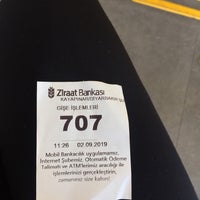 Ziraat Bankası
KAYAPINAR/DİYARBAKIR ŞB
GİŞE İŞLEMLERİ
707
11:26 02.09.2019
Mobil Bankacılık uygulamamız,
İnternet Şubemiz, Otomatik Ödeme
Talimatı ve ATM'lerimiz aracılığı ile
işlemlerinizi gerçekleştirin,
zamanınız size kalsın!